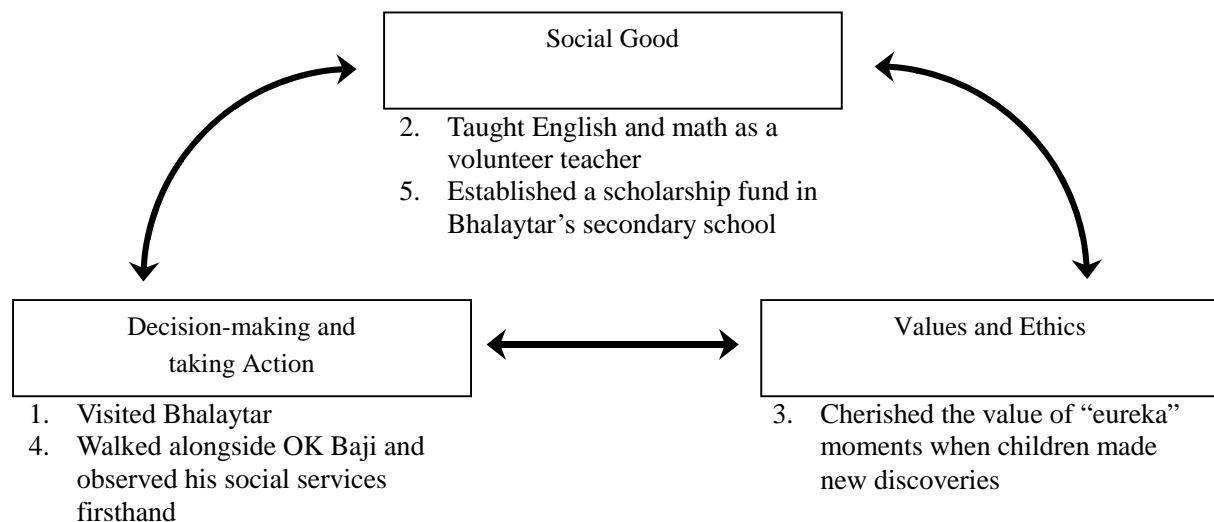 Social Good
2. Taught English and math as a
volunteer teacher
5. Established a scholarship fund in
Bhalaytar’s secondary school
Decision-making and
taking Action
1. Visited Bhalaytar
4. Walked alongside OK Baji and
observed his social services
firsthand
Values and Ethics
3. Cherished the value of “eureka”
moments when children made
new discoveries